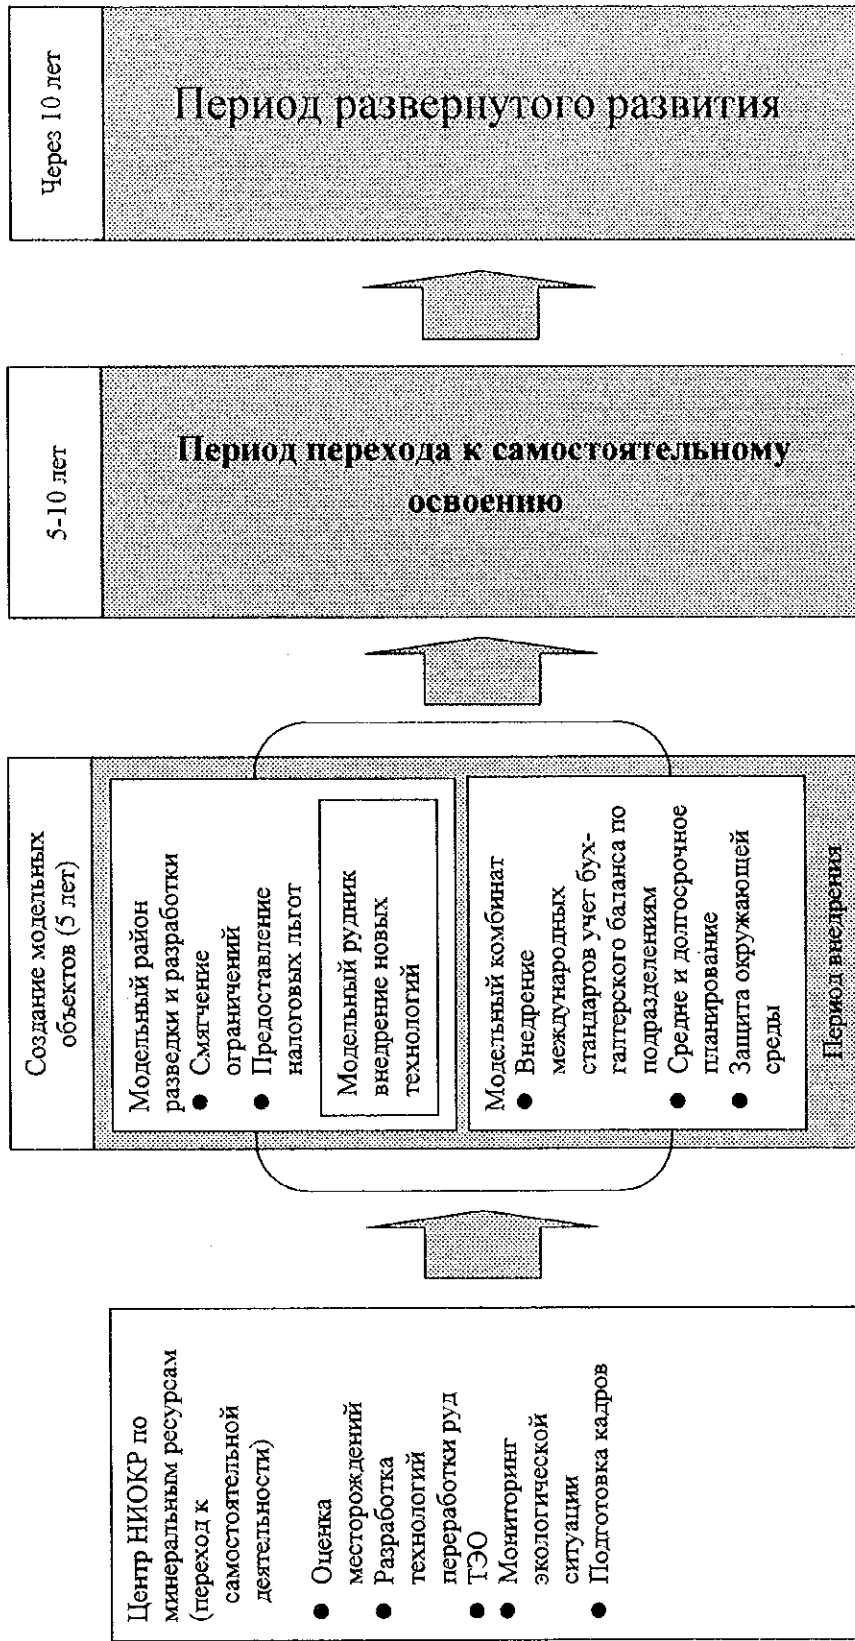 Центр НИОКР по
минеральным ресурсам
(переход к
самостоятельной
деятельности)
● Оценка
месторождений
● Разработка
технологий
переработки руд
● ТЭО
● Мониторинг
экологической
ситуации
● Подготовка кадров
Создание модельных
объектов (5 лет)
Модельный район
разведки и разработки
● Смягчение
ограничений
● Предоставление
налоговых льгот
Модельный рудник
внедрение новых
технологий
Модельный комбинат
● Внедрение
международных
стандартов учет бух-
галтерского баланса по
подразделениям
● Средне и долгосрочное
планирование
● Защита окружающей
среды
Период внедрения
5-10 лет
Период перехода к самостоятельному
освоению
Через 10 лет
Период развернутого развития